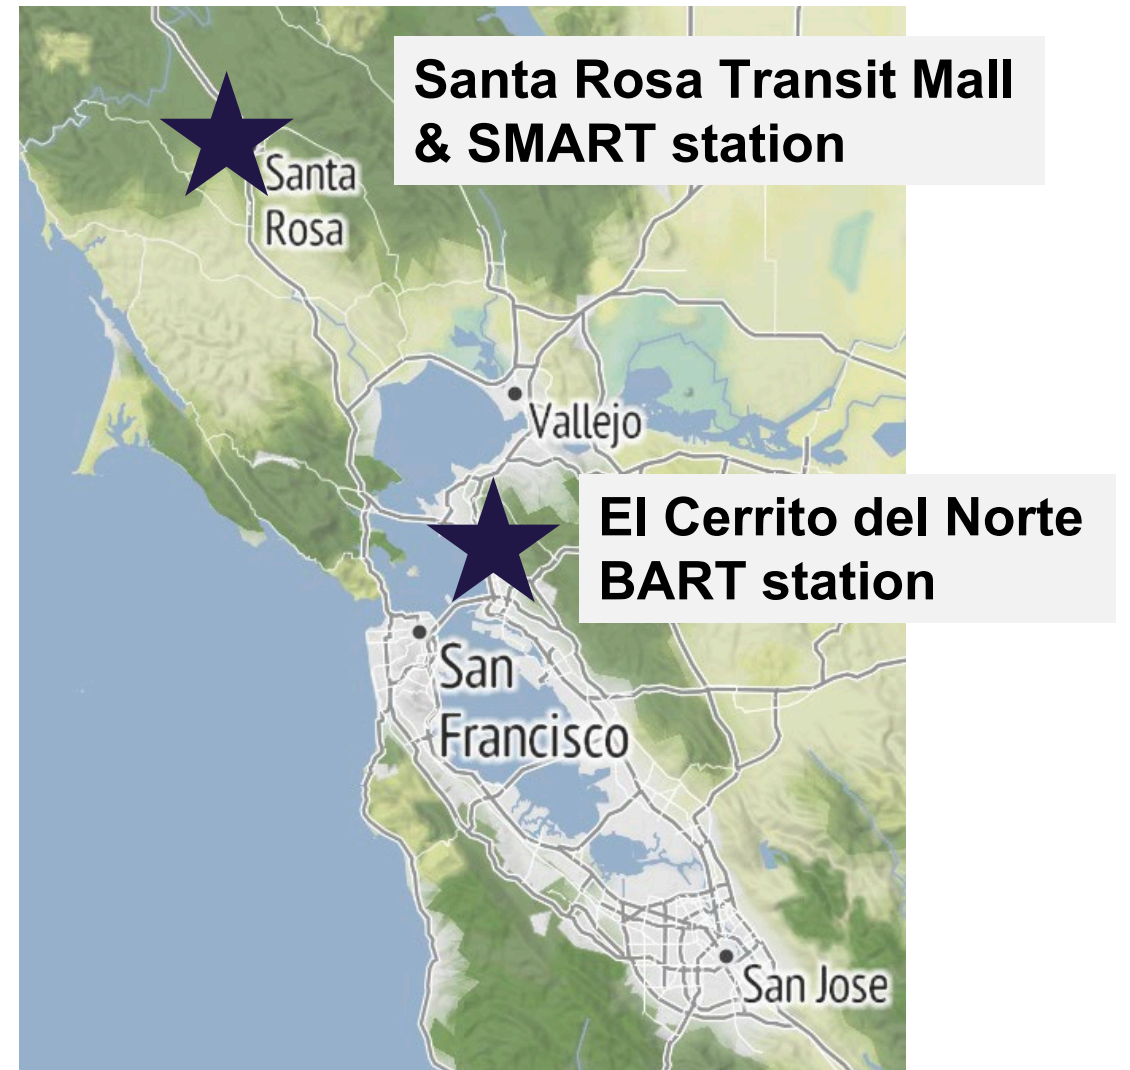 Santa Rosa Transit Mall
& SMART station
Santa
Rosa
Vallejo
El Cerrito del Norte
BART station
San
Francisco
San Jose